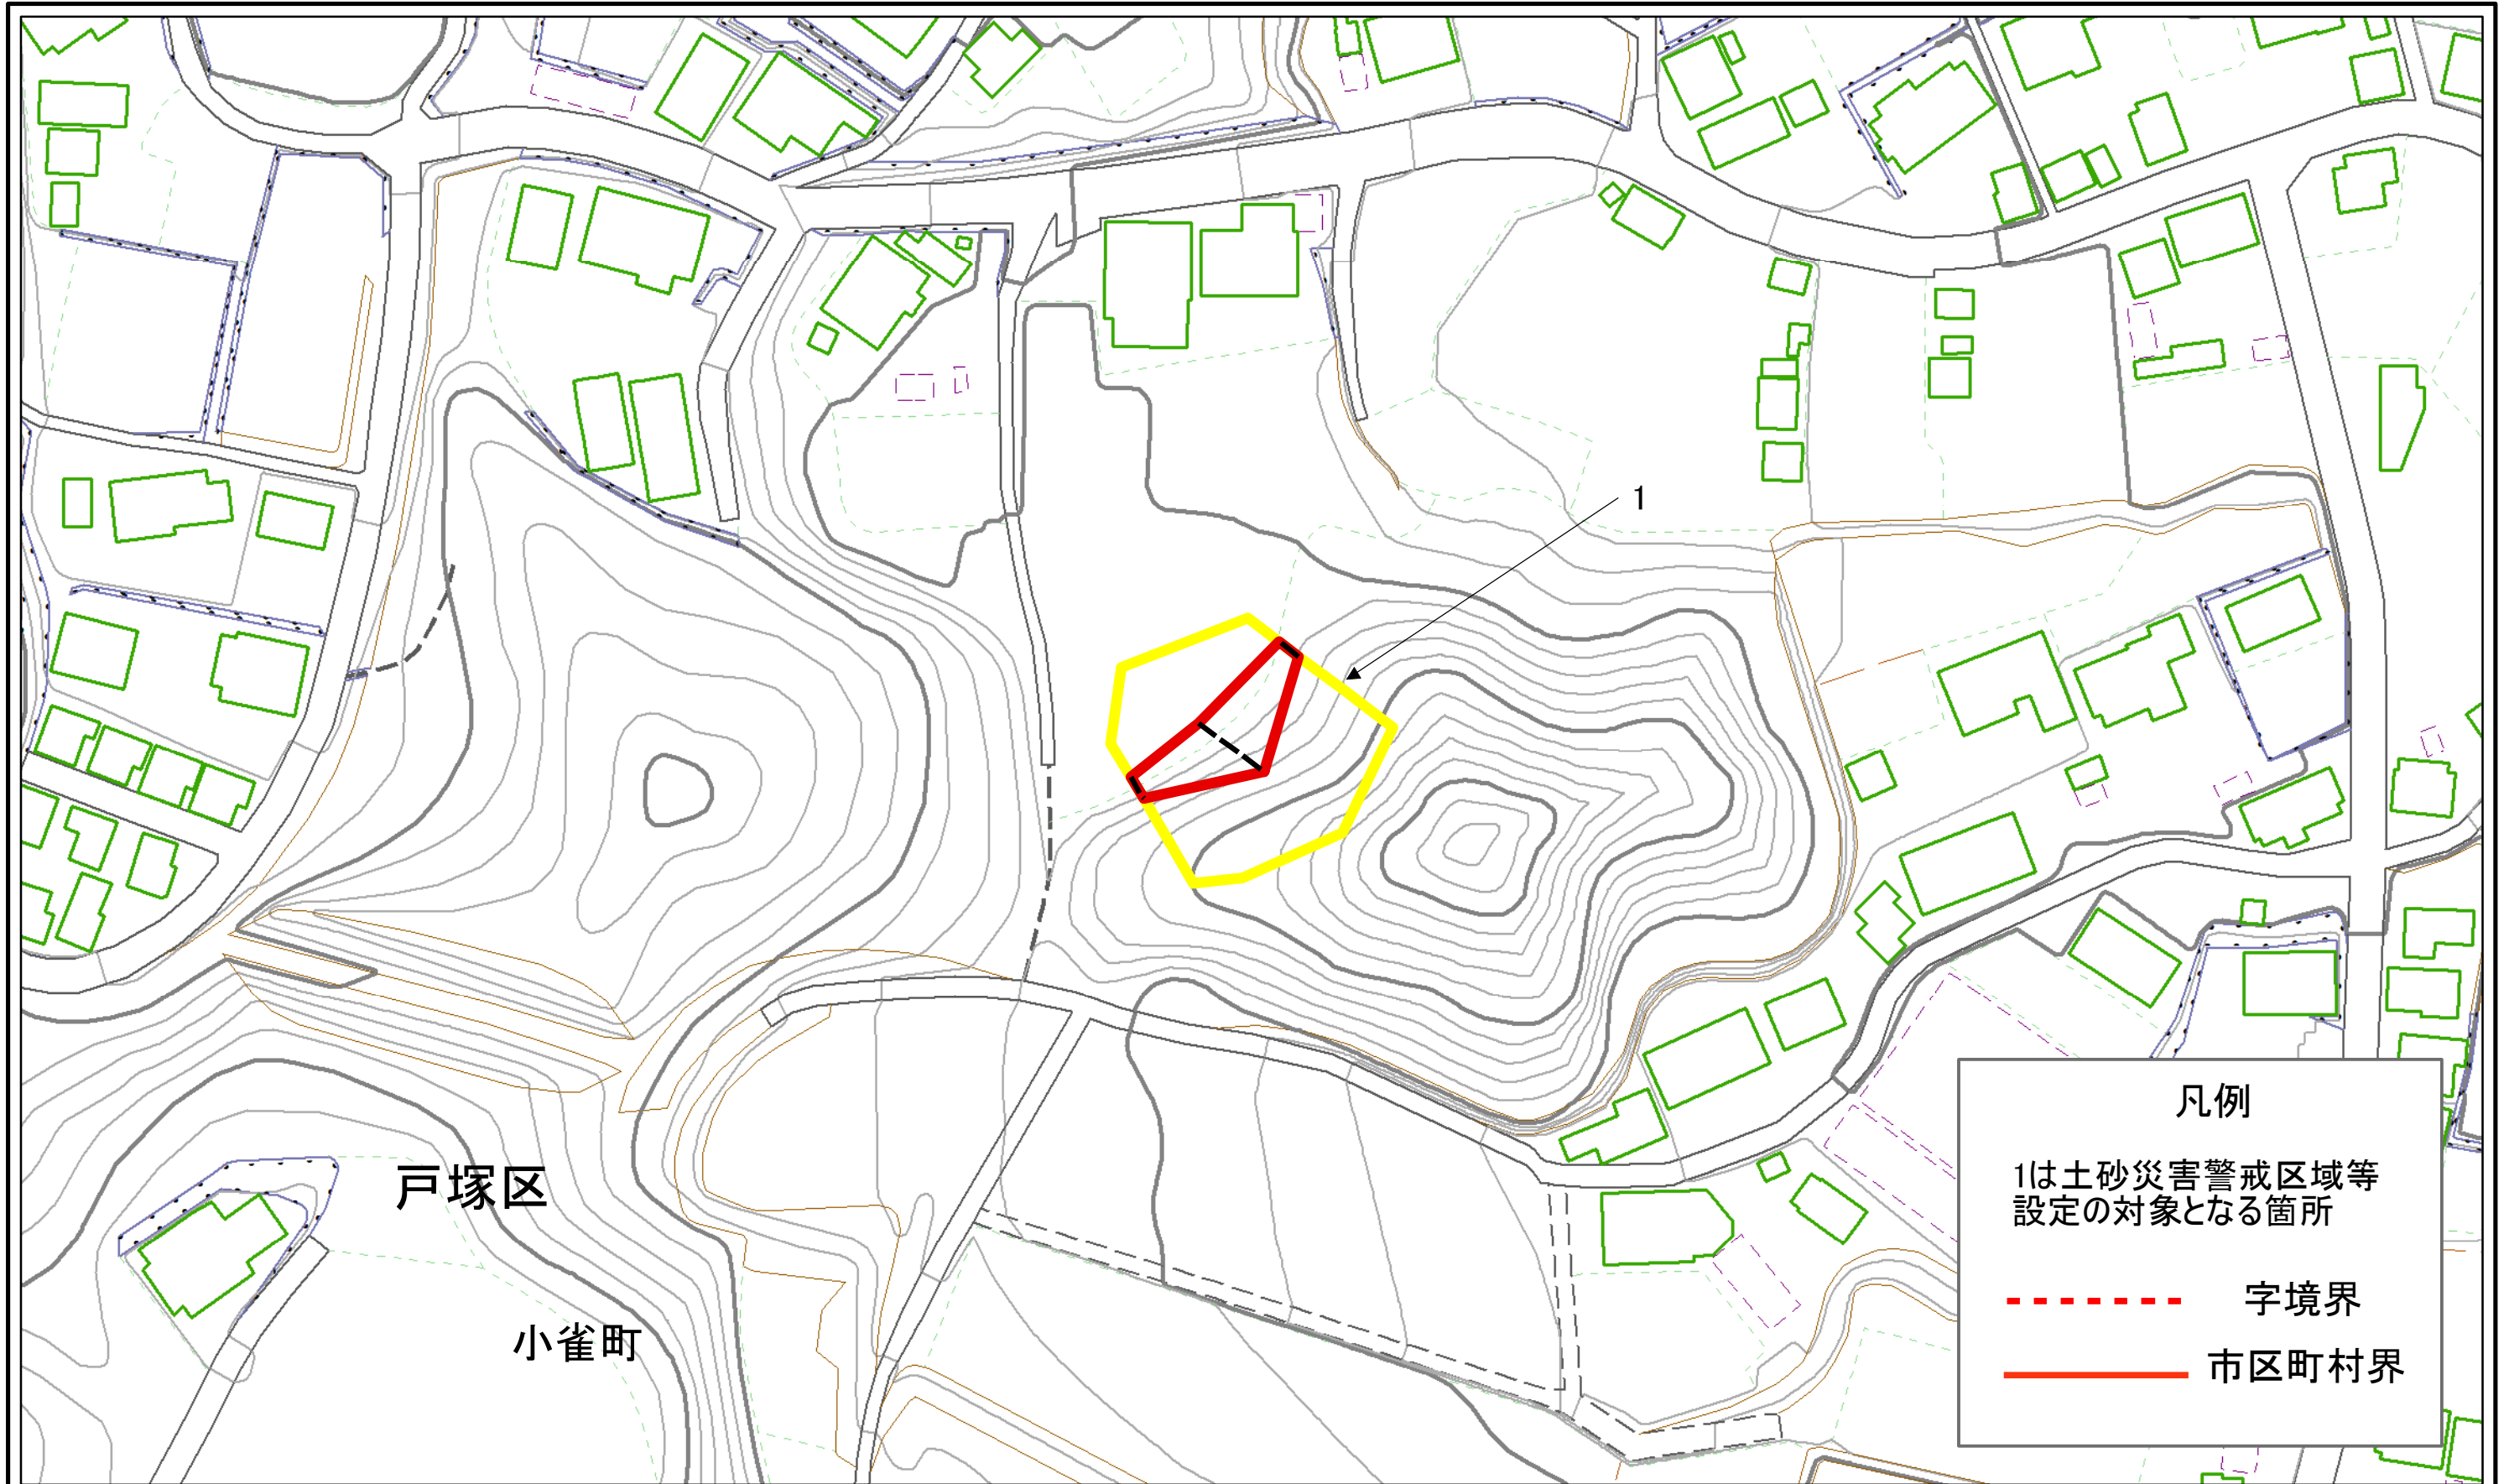 1
戸塚区
小雀町
凡例
1は土砂災害警戒区域等
設定の対象となる箇所
字境界
市区町村界